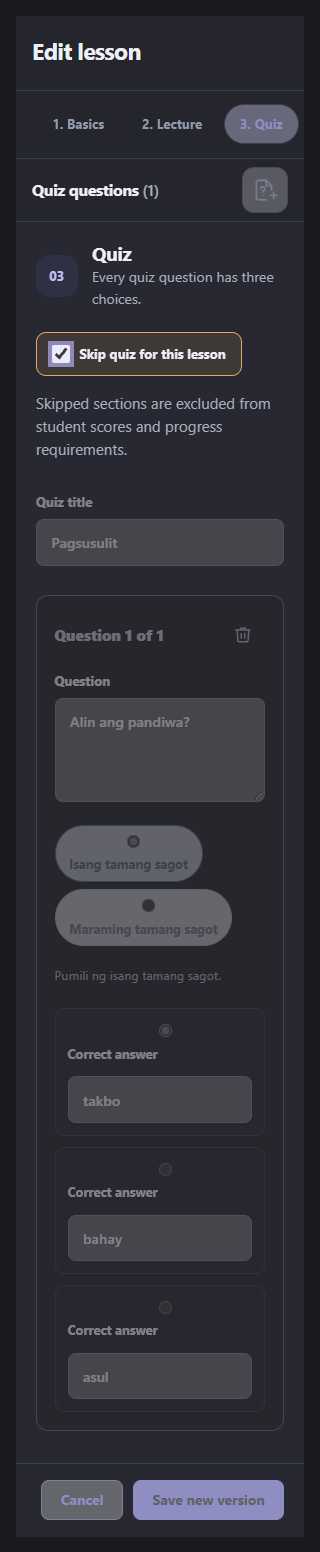 Edit lesson
1. Basics
2. Lecture
3. Quiz
Quiz questions (1)
03
Quiz
Every quiz question has three
choices.
Skip quiz for this lesson
Skipped sections are excluded from
student scores and progress
requirements.
Quiz title
Pagsusulit
Question 1 of 1
Question
Alin ang pandiwa?
Isang tamang sagot
Maraming tamang sagot
Pumili ng isang tamang sagot.
Correct answer
takbo
Correct answer
bahay
Correct answer
asul
Cancel
Save new version